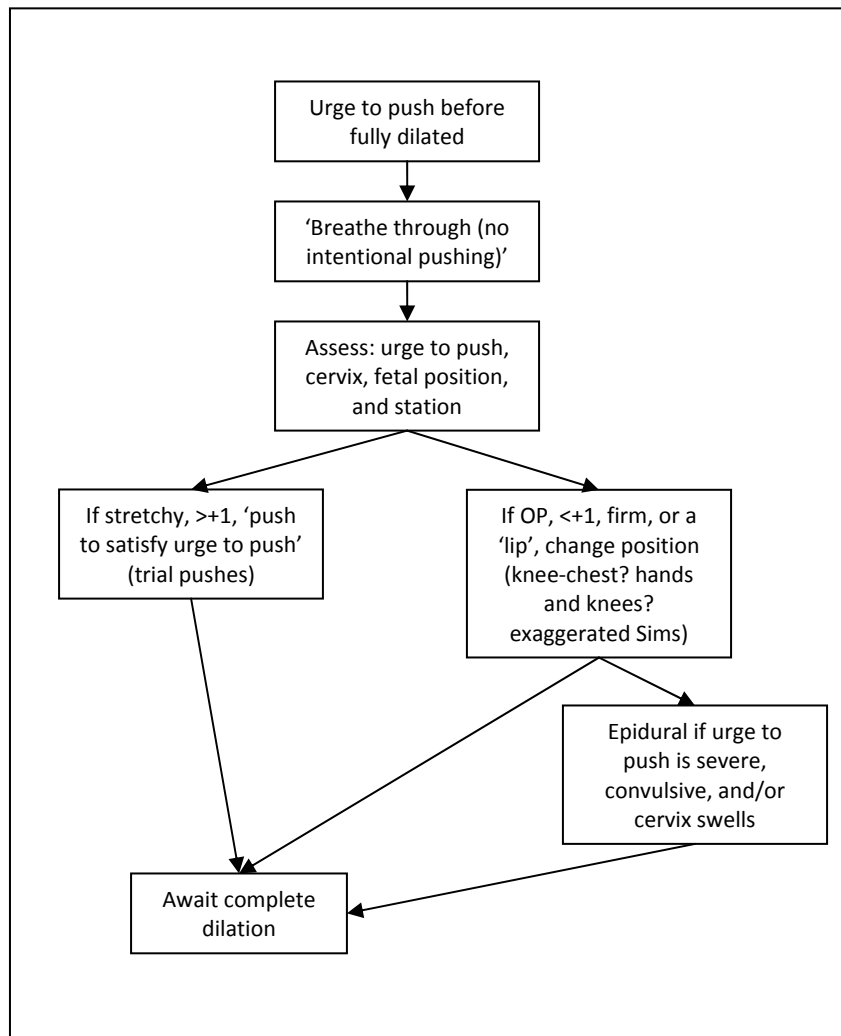 Urge to push before
fully dilated
‘Breathe through (no
intentional pushing)’
Assess: urge to push,
cervix, fetal position,
and station
If stretchy, >+1, ‘push
to satisfy urge to push’
(trial pushes)
If OP, <+1, firm, or a
‘lip’, change position
(knee-chest? hands
and knees?
exaggerated Sims)
Epidural if urge to
push is severe,
convulsive, and/or
cervix swells
Await complete
dilation